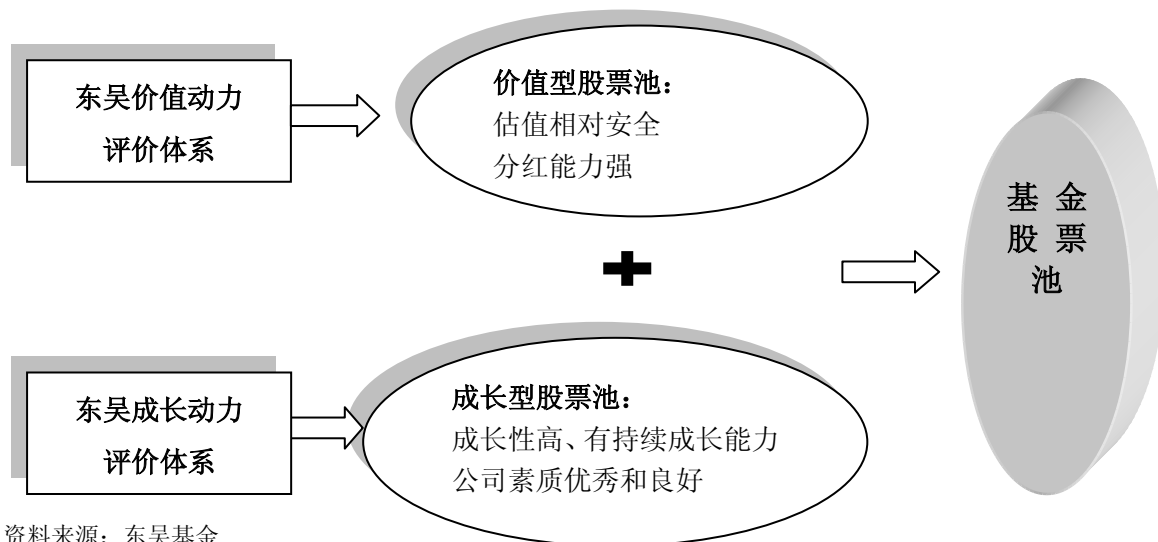 东吴价值动力
评价体系
价值型股票池：
估值相对安全
分红能力强
基 金
股 票
池
东吴成长动力
评价体系
成长型股票池：
成长性高、有持续成长能力
公司素质优秀和良好
资料来源：东吴基金